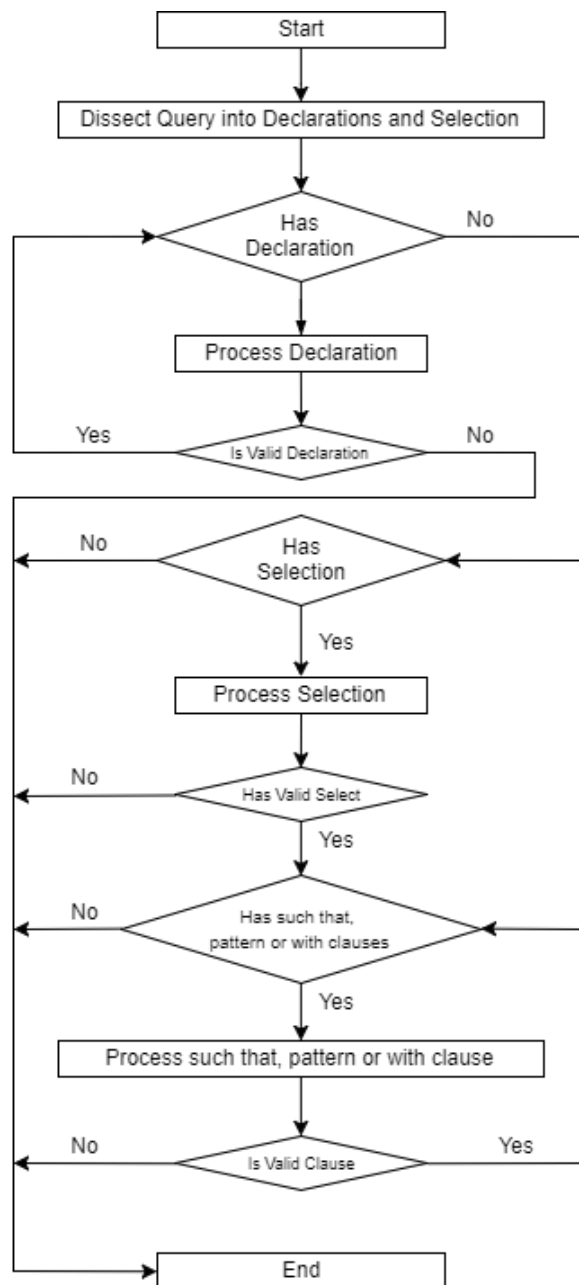 Start
Dissect Query into Declarations and Selection
Has
Declaration
No
Process Declaration
Yes
Is Valid Declaration
No
No
Has
Selection
Yes
Process Selection
No
Has Valid Select
Yes
No
Has such that,
pattern or with clauses
Yes
Process such that, pattern or with clause
No
Is Valid Clause
Yes
End